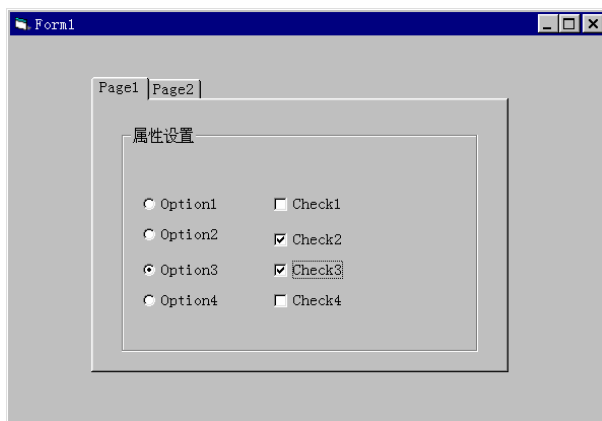 Form1
Page1 Page2
属性设置
Option1 Check1
Option2 Check2
Option3 Check3
Option4 Check4